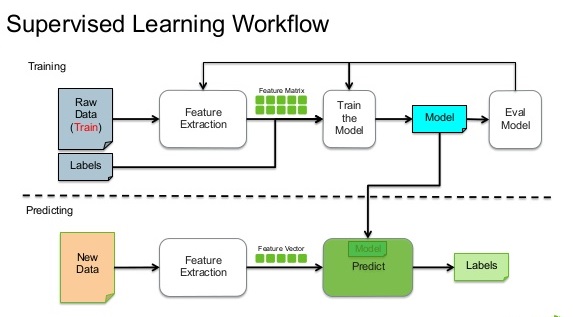 Supervised Learning Workflow
Training
Raw
Data
(Train)
Feature
Extraction
Feature Matrix
Train
the
Model
Model
Eval
Model
Labels
Predicting
New
Data
Feature
Extraction
Feature Vector
Model
Predict
Labels